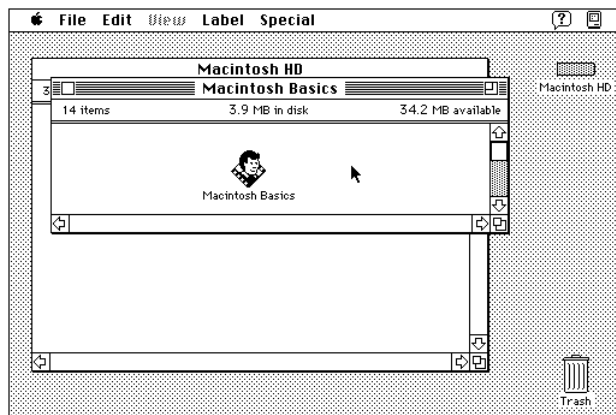 File Edit View Label Special
Macintosh HD
3
Macintosh Basics
14 items 3.9 MB in disk 34.2 MB available
Macintosh HD
Macintosh Basics
Trash